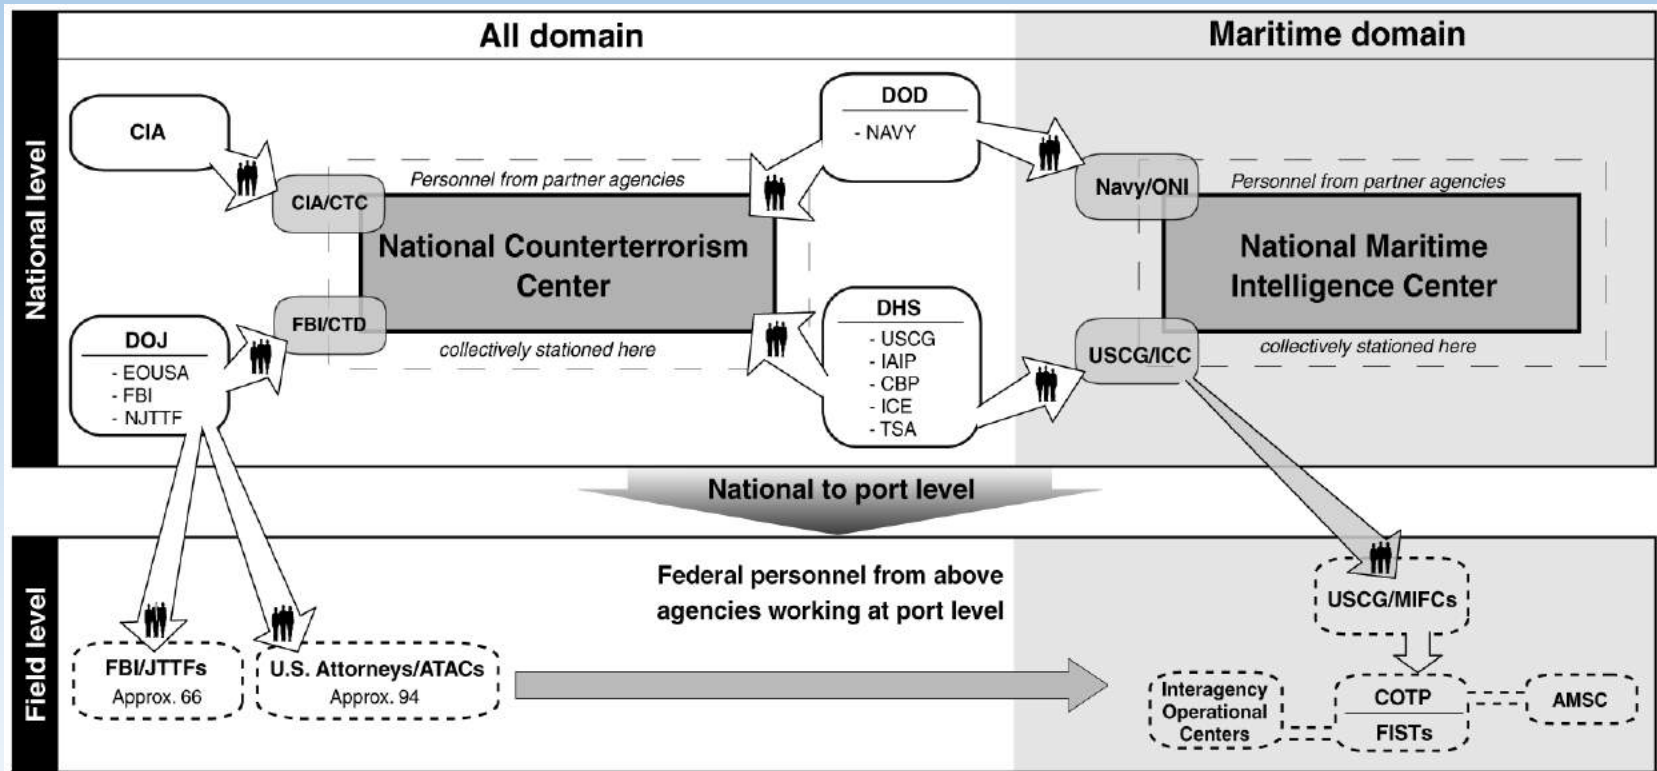 All domain
Maritime domain
National level
CIA
CIA/CTC
Personnel from partner agencies
National Counterterrorism
Center
collectively stationed here
FBI/CTD
DOJ
- EOUSA
- FBI
- NJTTF
DOD
- NAVY
DHS
- USCG
- IAIP
- CBP
- ICE
- TSA
Navy/ONI
Personnel from partner agencies
National Maritime
Intelligence Center
collectively stationed here
USCG/ICC
National to port level
Field level
Federal personnel from above
agencies working at port level
FBI/JTTFs
Approx. 66
U.S. Attorneys/ATACs
Approx. 94
USCG/MIFCs
Interagency
Operational
Centers
COTP
FISTs
AMSC